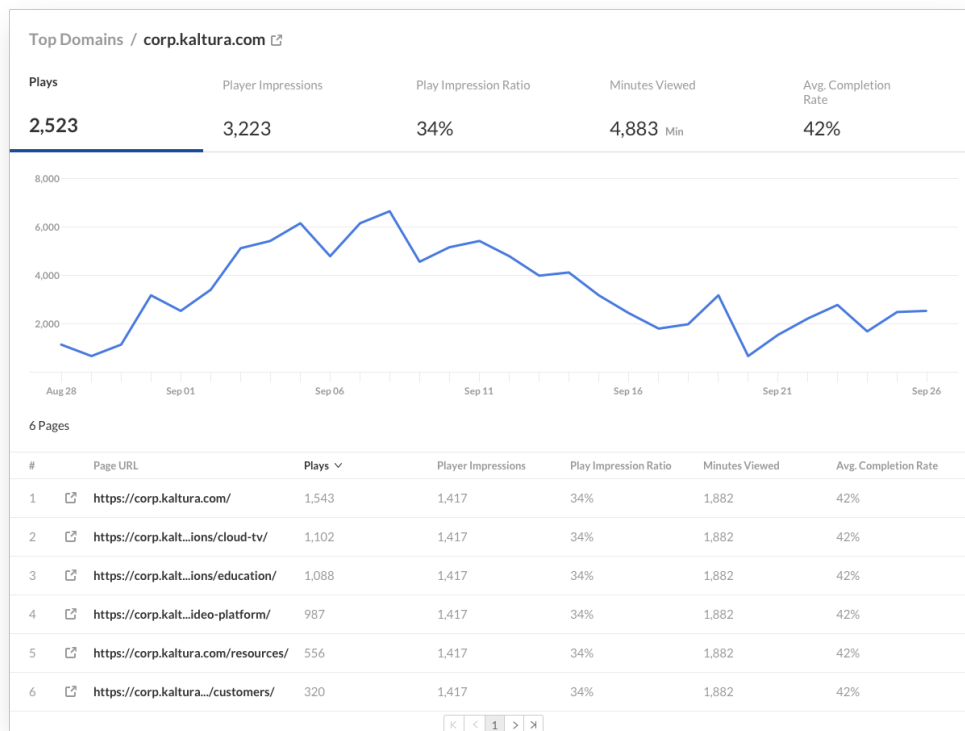 Top Domains / corp.kaltura.com
Plays Player Impressions Play Impression Ratio Minutes Viewed Avg. Completion Rate
2,523 3,223 34% 4,883 Min 42%
8,000
6,000
4,000
2,000
Aug 28 Sep 01 Sep 06 Sep 11 Sep 16 Sep 21 Sep 26
6 Pages
# Page URL Plays Player Impressions Play Impression Ratio Minutes Viewed Avg. Completion Rate
1 https://corp.kaltura.com/ 1,543 1,417 34% 1,882 42%
2 https://corp.kalt...ions/cloud-tv/ 1,102 1,417 34% 1,882 42%
3 https://corp.kalt...ions/education/ 1,088 1,417 34% 1,882 42%
4 https://corp.kalt...ideo-platform/ 987 1,417 34% 1,882 42%
5 https://corp.kaltura.com/resources/ 556 1,417 34% 1,882 42%
6 https://corp.kaltura.../customers/ 320 1,417 34% 1,882 42%
1